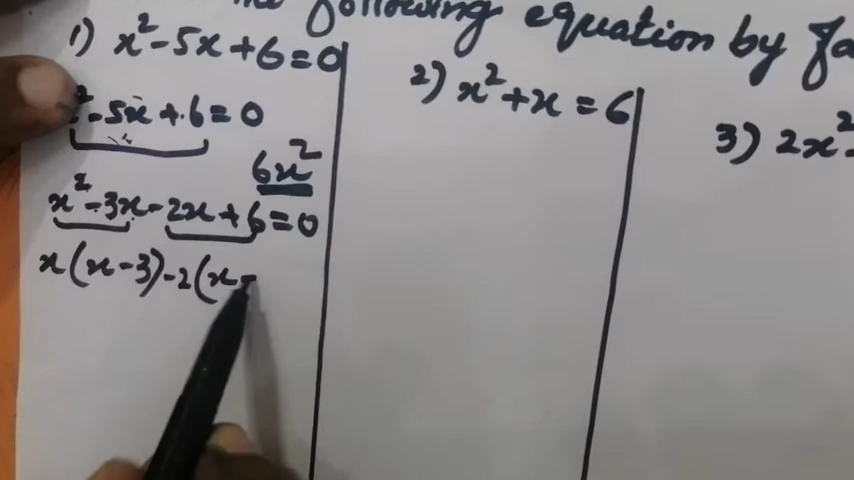 following equation by
1) x² - 5x + 6 = 0
² - 5x + 6 = 0
6x²
x² - 3x - 2x + 6 = 0
x(x - 3) - 2(x -
2) x² + x = 6
3) 2x²